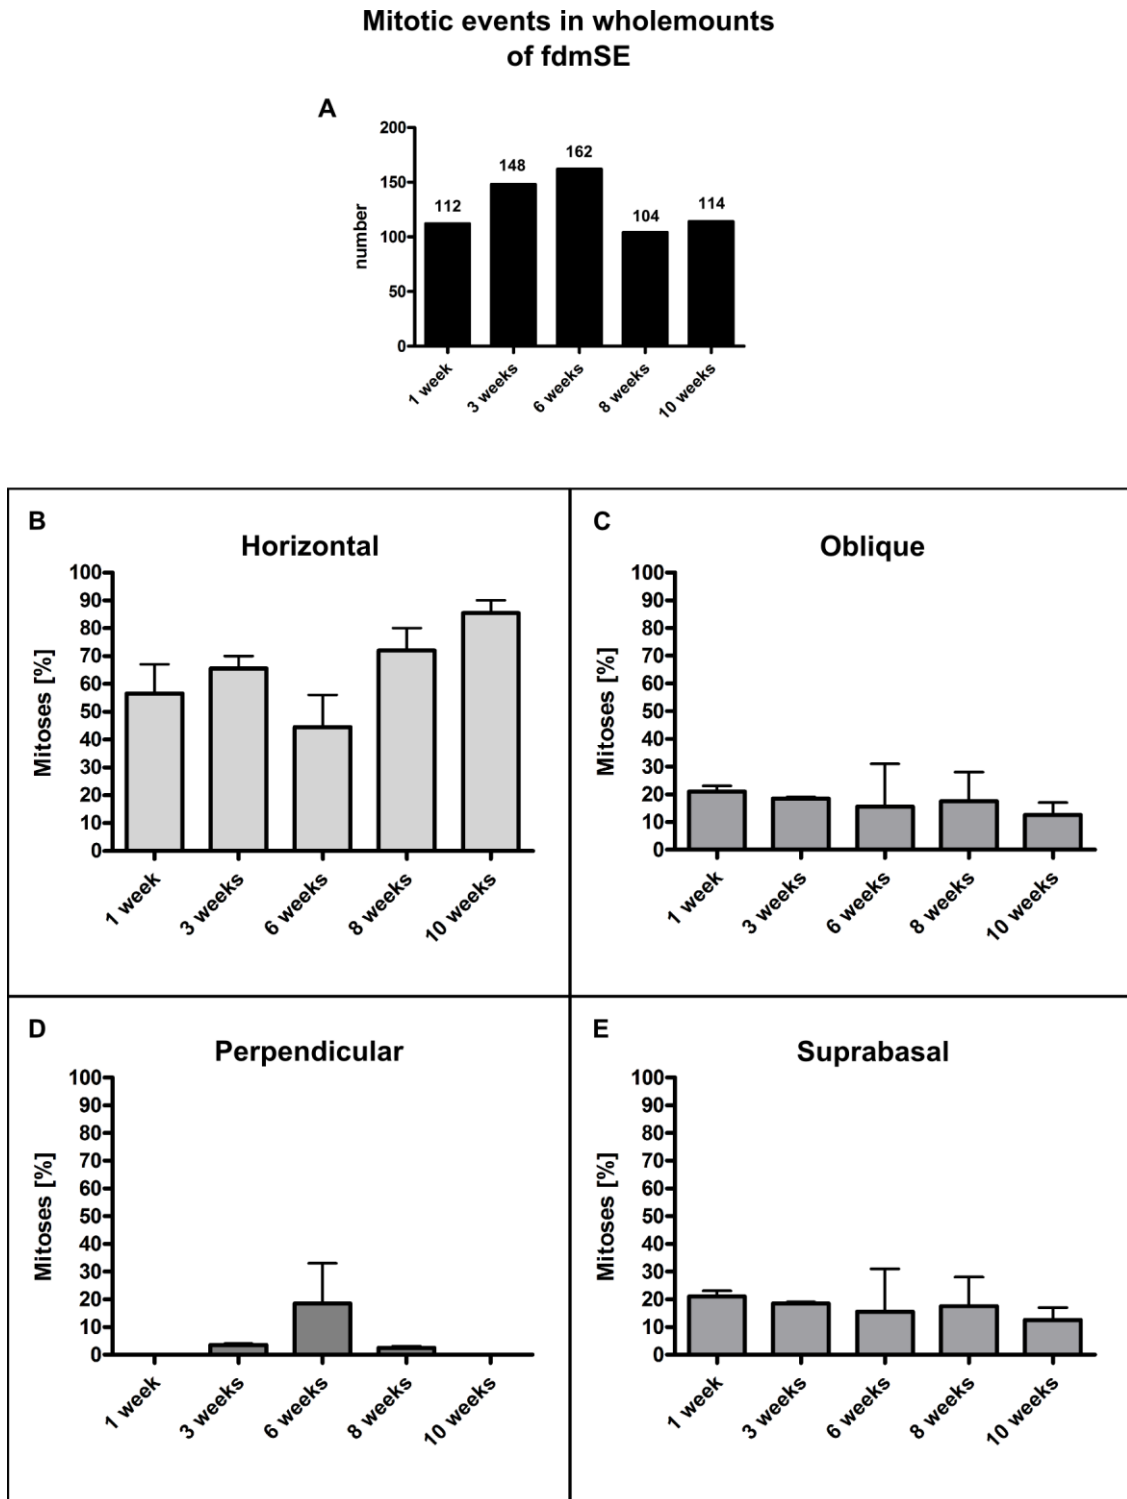 Mitotic events in wholemounts
of fdmSE
A
number
200
150
100
50
0
112
148
162
104
114
1 week
3 weeks
6 weeks
8 weeks
10 weeks
B
Horizontal
Mitoses [%]
100
90
80
70
60
50
40
30
20
10
0
1 week
3 weeks
6 weeks
8 weeks
10 weeks
C
Oblique
Mitoses [%]
100
90
80
70
60
50
40
30
20
10
0
1 week
3 weeks
6 weeks
8 weeks
10 weeks
D
Perpendicular
Mitoses [%]
100
90
80
70
60
50
40
30
20
10
0
1 week
3 weeks
6 weeks
8 weeks
10 weeks
E
Suprabasal
Mitoses [%]
100
90
80
70
60
50
40
30
20
10
0
1 week
3 weeks
6 weeks
8 weeks
10 weeks